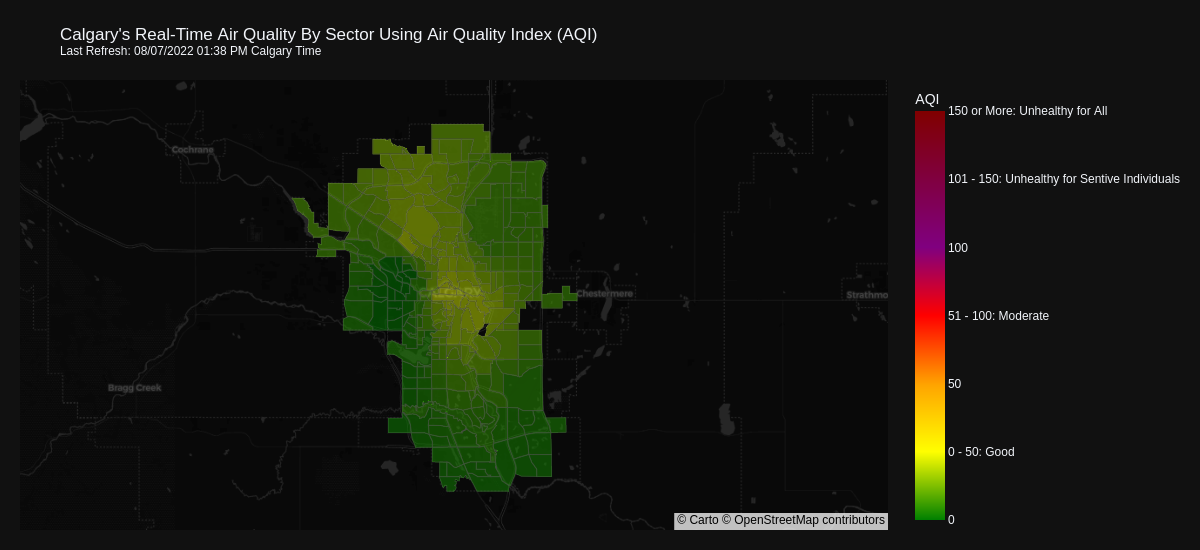 Calgary's Real-Time Air Quality By Sector Using Air Quality Index (AQI)
Last Refresh: 08/07/2022 01:38 PM Calgary Time
AQI
150 or More: Unhealthy for All
Cochrane
101 - 150: Unhealthy for Sentive Individuals
100
CALGARY
Chestermere
Strathmo
51 - 100: Moderate
Bragg Creek
50
0 - 50: Good
0
© Carto © OpenStreetMap contributors